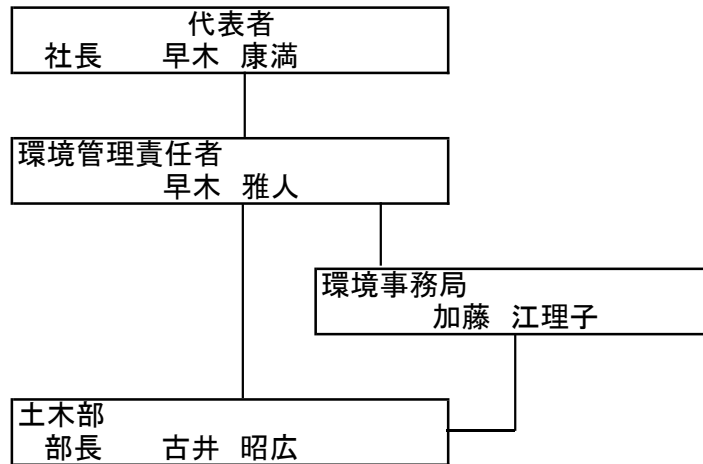 代表者
社長 早木 康満
環境管理責任者
早木 雅人
環境事務局
加藤 江理子
土木部
部長 古井 昭広